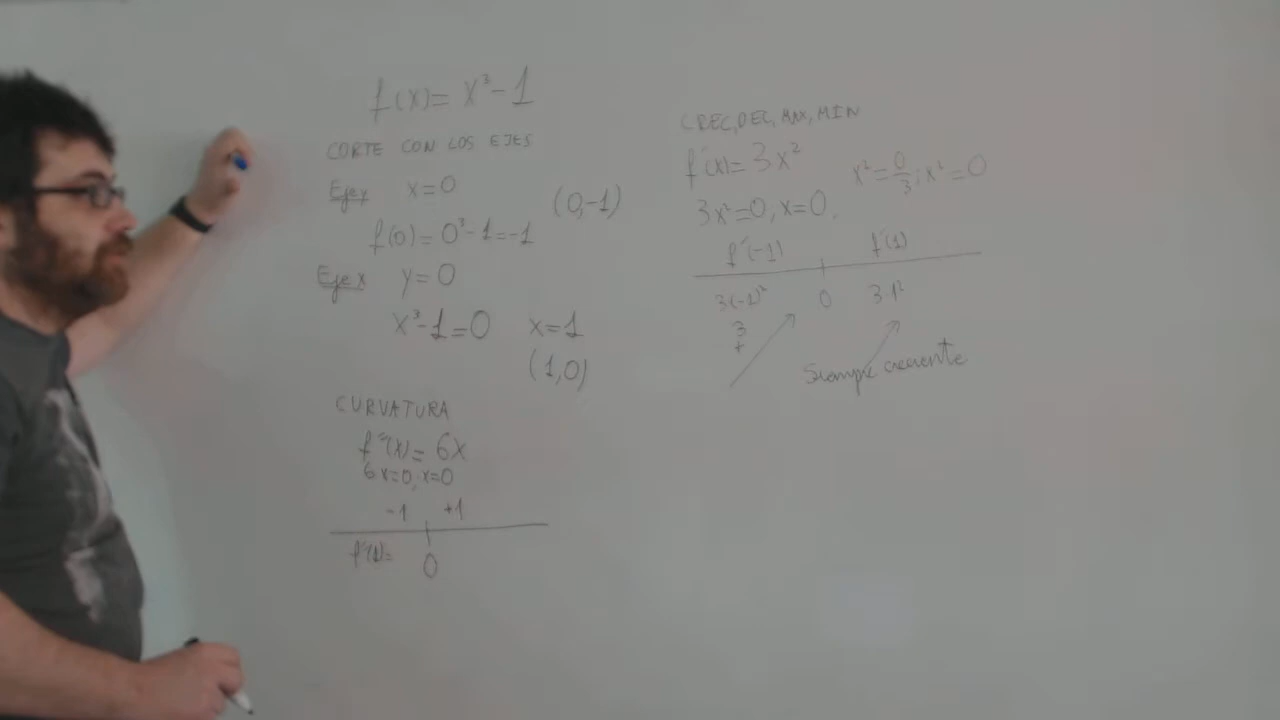 f(x)= x³-1
CORTE CON LOS EJES
Eje y x=0
(0,-1)
f(0)= 0³-1=-1
Eje x y=0
x³-1=0 x=1
(1,0)
CURVATURA
f''(x)= 6x
6x=0, x=0
-1 +1
0
CREC, DEC, MAX, MIN
f'(x)= 3x²
x²=0/3; x²=0
3x²=0, x=0,
f'(-1) f'(1)
3·(-1)² 0 3·1²
3
+
Siempre creciente